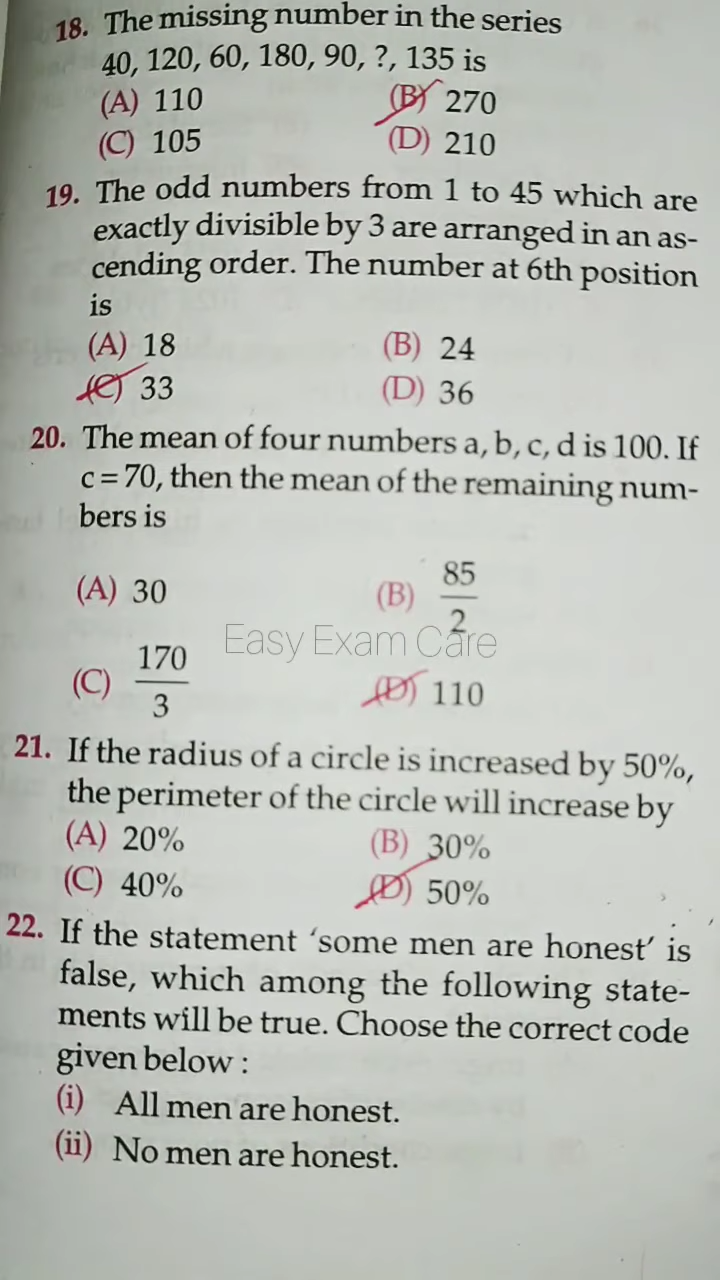 18. The missing number in the series
40, 120, 60, 180, 90, ?, 135 is
(A) 110 (B) 270
(C) 105 (D) 210
19. The odd numbers from 1 to 45 which are
exactly divisible by 3 are arranged in an as-
cending order. The number at 6th position
is
(A) 18 (B) 24
(C) 33 (D) 36
20. The mean of four numbers a, b, c, d is 100. If
c = 70, then the mean of the remaining num-
bers is
(A) 30 (B) 85/2
Easy Exam Care
(C) 170/3 (D) 110
21. If the radius of a circle is increased by 50%,
the perimeter of the circle will increase by
(A) 20% (B) 30%
(C) 40% (D) 50%
22. If the statement ‘some men are honest’ is
false, which among the following state-
ments will be true. Choose the correct code
given below :
(i) All men are honest.
(ii) No men are honest.